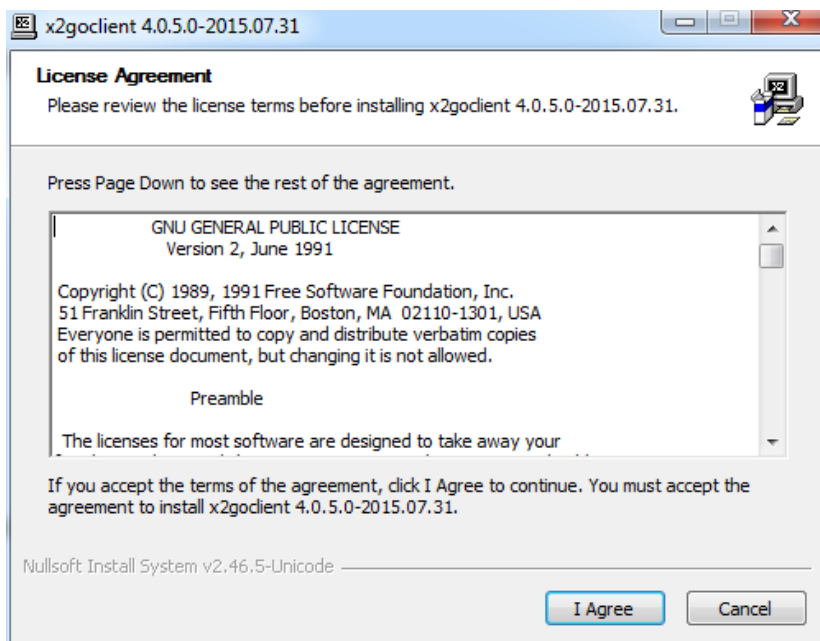 x2goclient 4.0.5.0-2015.07.31
License Agreement
Please review the license terms before installing x2goclient 4.0.5.0-2015.07.31.
Press Page Down to see the rest of the agreement.
GNU GENERAL PUBLIC LICENSE
Version 2, June 1991
Copyright (C) 1989, 1991 Free Software Foundation, Inc.
51 Franklin Street, Fifth Floor, Boston, MA 02110-1301, USA
Everyone is permitted to copy and distribute verbatim copies
of this license document, but changing it is not allowed.
Preamble
The licenses for most software are designed to take away your
If you accept the terms of the agreement, click I Agree to continue. You must accept the
agreement to install x2goclient 4.0.5.0-2015.07.31.
Nullsoft Install System v2.46.5-Unicode
I Agree
Cancel